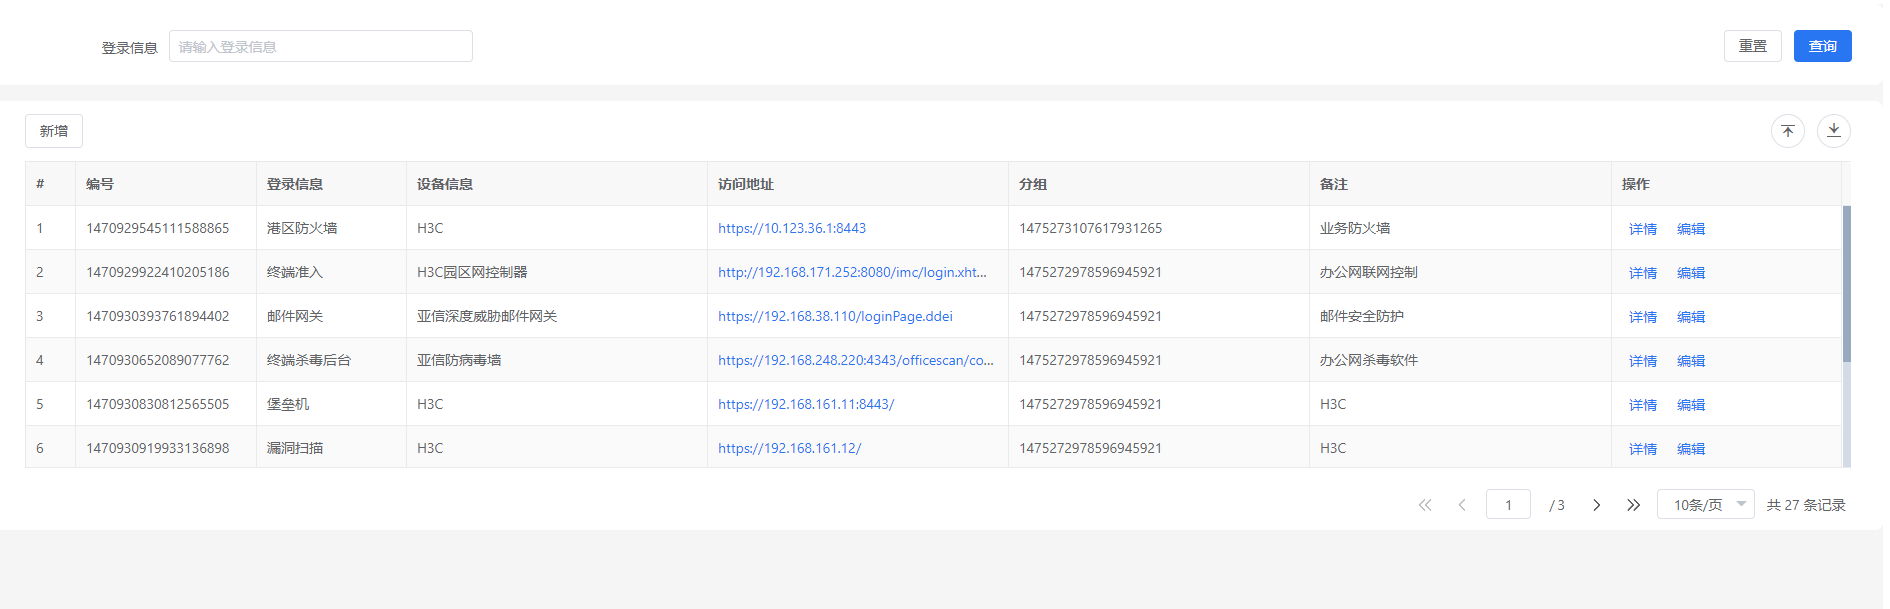 登录信息 请输入登录信息 重置 查询
新增
# 编号 登录信息 设备信息 访问地址 分组 备注 操作
1 1470929545111588865 港区防火墙 H3C https://10.123.36.1:8443 1475273107617931265 业务防火墙 详情 编辑
2 1470929922410205186 终端准入 H3C园区网控制器 http://192.168.171.252:8080/imc/login.xht... 1475272978596945921 办公网联网控制 详情 编辑
3 1470930393761894402 邮件网关 亚信深度威胁邮件网关 https://192.168.38.110/loginPage.ddei 1475272978596945921 邮件安全防护 详情 编辑
4 1470930652089077762 终端杀毒后台 亚信防病毒墙 https://192.168.248.220:4343/officescan/co... 1475272978596945921 办公网杀毒软件 详情 编辑
5 1470930830812565505 堡垒机 H3C https://192.168.161.11:8443/ 1475272978596945921 H3C 详情 编辑
6 1470930919933136898 漏洞扫描 H3C https://192.168.161.12/ 1475272978596945921 H3C 详情 编辑
1 / 3 10条/页 共 27 条记录